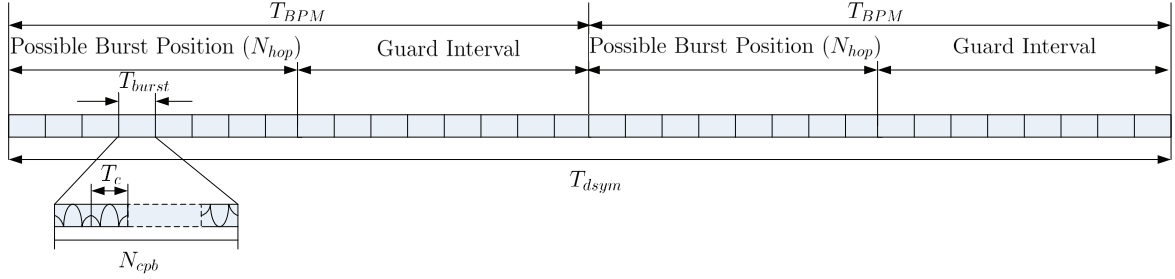 T_{BPM} T_{BPM}
Possible Burst Position (N_{hop}) Guard Interval Possible Burst Position (N_{hop}) Guard Interval
T_{burst}
T_{dsym}
T_c
N_{cpb}